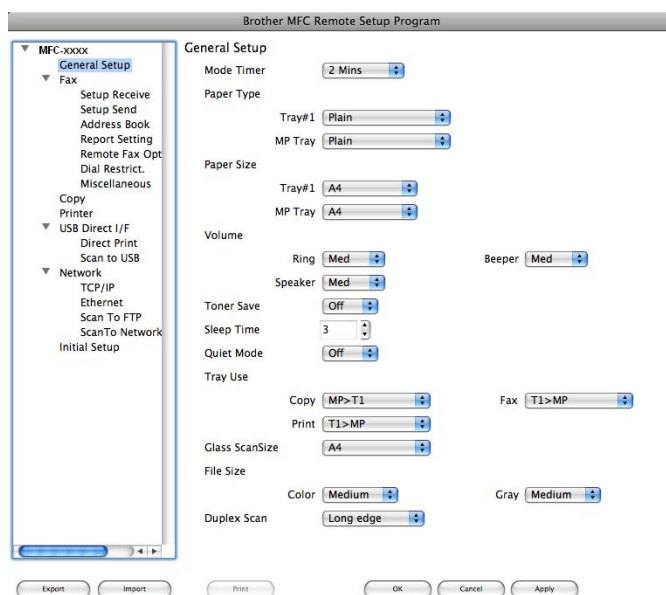 Brother MFC Remote Setup Program
MFC-xxxx
General Setup
Fax
Setup Receive
Setup Send
Address Book
Report Setting
Remote Fax Opt
Dial Restrict.
Miscellaneous
Copy
Printer
USB Direct I/F
Direct Print
Scan to USB
Network
TCP/IP
Ethernet
Scan To FTP
ScanTo Network
Initial Setup
General Setup
Mode Timer 2 Mins
Paper Type
Tray#1 Plain
MP Tray Plain
Paper Size
Tray#1 A4
MP Tray A4
Volume
Ring Med Beeper Med
Speaker Med
Toner Save Off
Sleep Time 3
Quiet Mode Off
Tray Use
Copy MP>T1 Fax T1>MP
Print T1>MP
Glass ScanSize A4
File Size
Color Medium Gray Medium
Duplex Scan Long edge
Export Import Print OK Cancel Apply